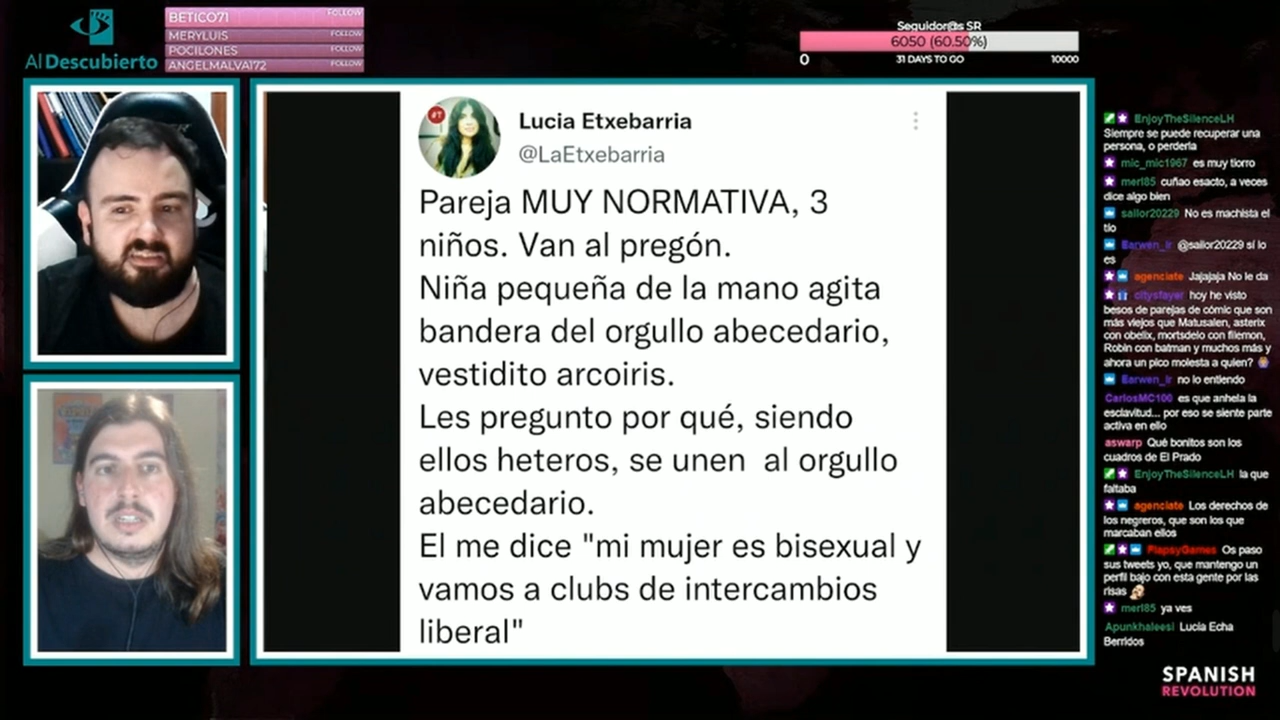 Al Descubierto
BETICO71 FOLLOW
MERYLUIS FOLLOW
POCILONES FOLLOW
ANGELMALVA172 FOLLOW
Seguidor@s SR
6050 (60.50%)
0 31 DAYS TO GO 10000
Lucia Etxebarria
@LaEtxebarria
Pareja MUY NORMATIVA, 3
niños. Van al pregón.
Niña pequeña de la mano agita
bandera del orgullo abecedario,
vestidito arcoiris.
Les pregunto por qué, siendo
ellos heteros, se unen al orgullo
abecedario.
El me dice "mi mujer es bisexual y
vamos a clubs de intercambios
liberal"
EnjoyTheSilenceLH
Siempre se puede recuperar una
persona, o perderla
mic_mic1967 es muy tiorro
merl85 cuñao esacto, a veces
dice algo bien
sailor20229 No es machista el
tio
Earwen_Ir @sailor20229 sí lo
es
agenciate Jajajaja No le da
citysfayer hoy he visto
besos de parejas de cómic que son
más viejos que Matusalen, asterix
con obelix, mortsdelo con filemon,
Robin con batman y muchos más y
ahora un pico molesta a quien?
Earwen_Ir no lo entiendo
CarlosMC100 es que anhela la
esclavitud... por eso se siente parte
activa en ello
aswarp Qué bonitos son los
cuadros de El Prado
EnjoyTheSilenceLH la que
faltaba
agenciate Los derechos de
los negreros, que son los que
marcaban ellos
FlapsyGames Os paso
sus tweets yo, que mantengo un
perfil bajo con esta gente por las
risas
merl85 ya ves
Apunkhaleesi Lucía Echa
Berridos
SPANISH
REVOLUTION